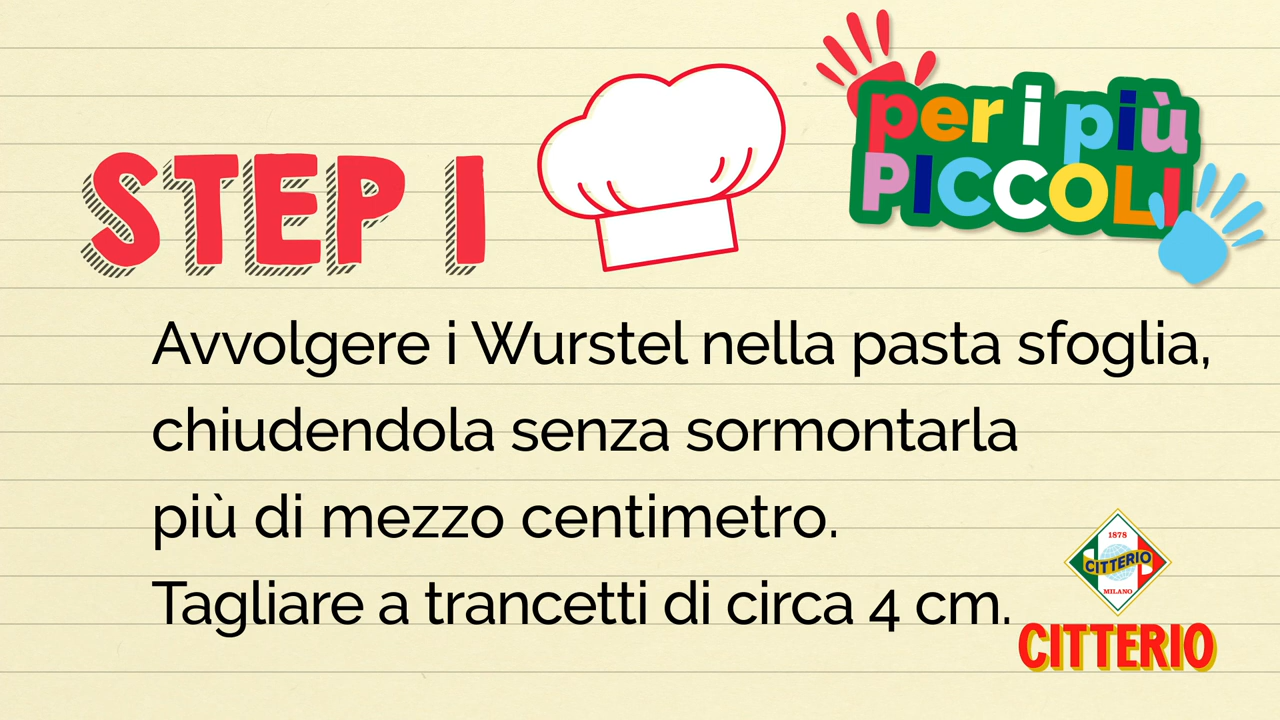 per i più
PICCOLI
STEP 1
Avvolgere i Wurstel nella pasta sfoglia,
chiudendola senza sormontarla
più di mezzo centimetro.
Tagliare a trancetti di circa 4 cm.
1878
CITTERIO
MILANO
CITTERIO